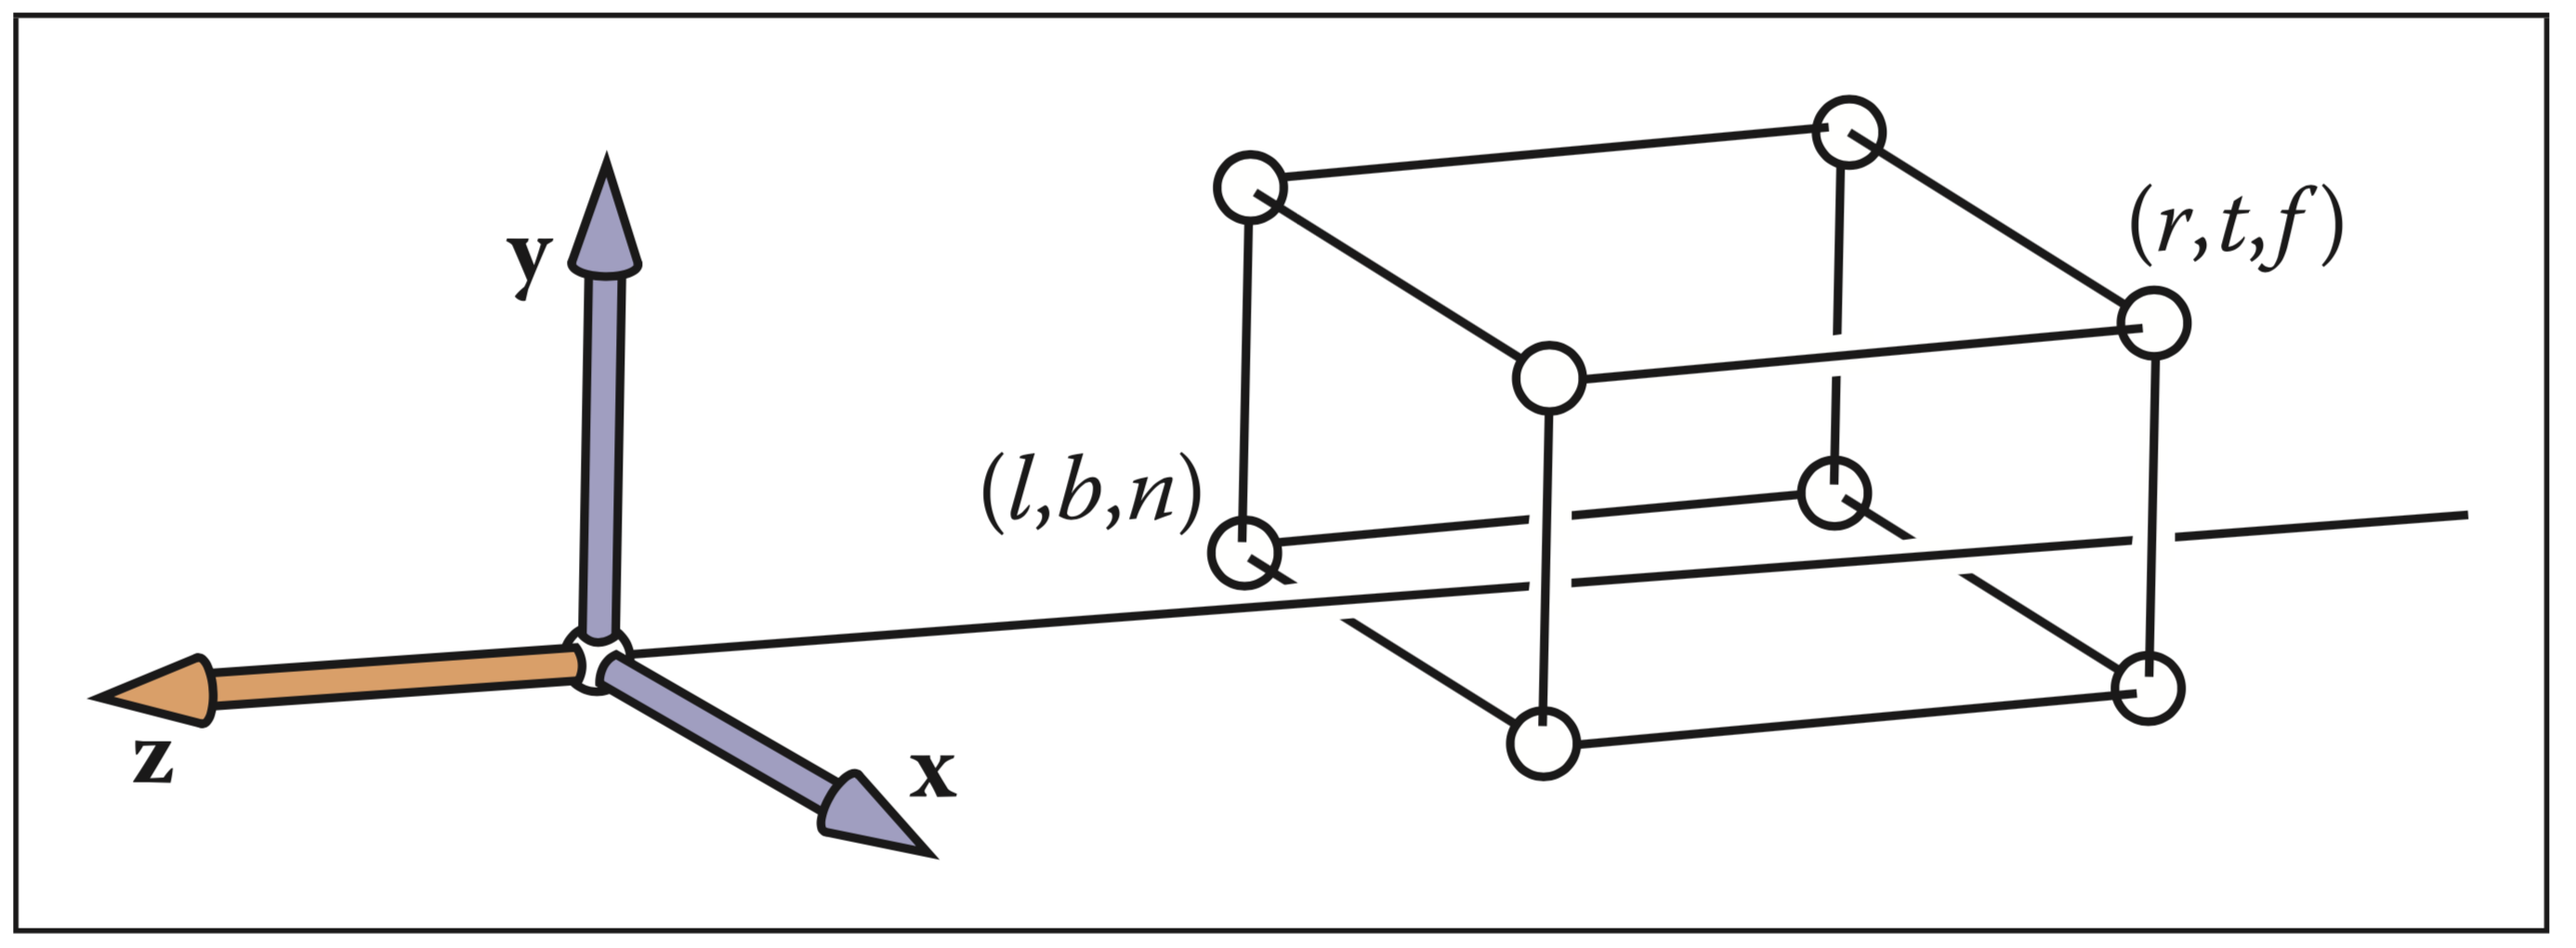 (r,t,f)
y
(l,b,n)
z
x